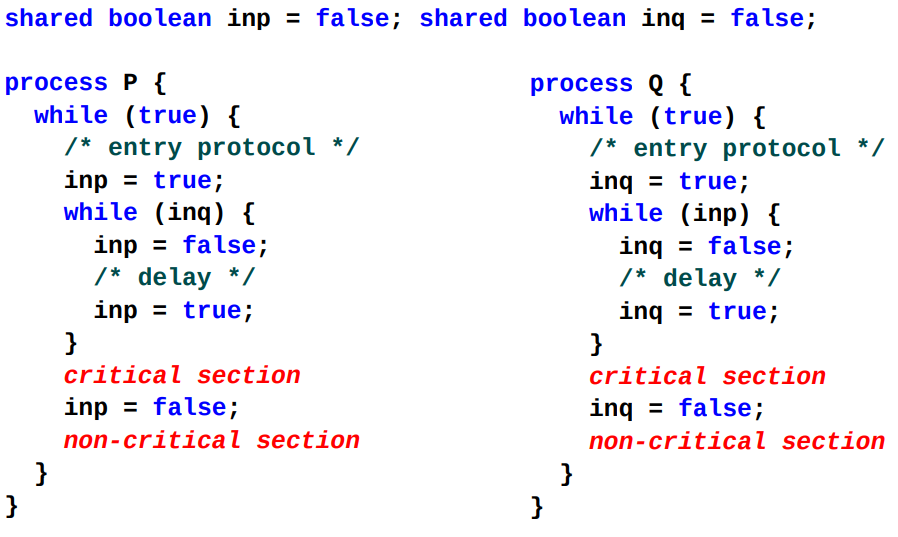 shared boolean inp = false; shared boolean inq = false;
process P {
while (true) {
/* entry protocol */
inp = true;
while (inq) {
inp = false;
/* delay */
inp = true;
}
critical section
inp = false;
non-critical section
}
}
process Q {
while (true) {
/* entry protocol */
inq = true;
while (inp) {
inq = false;
/* delay */
inq = true;
}
critical section
inq = false;
non-critical section
}
}